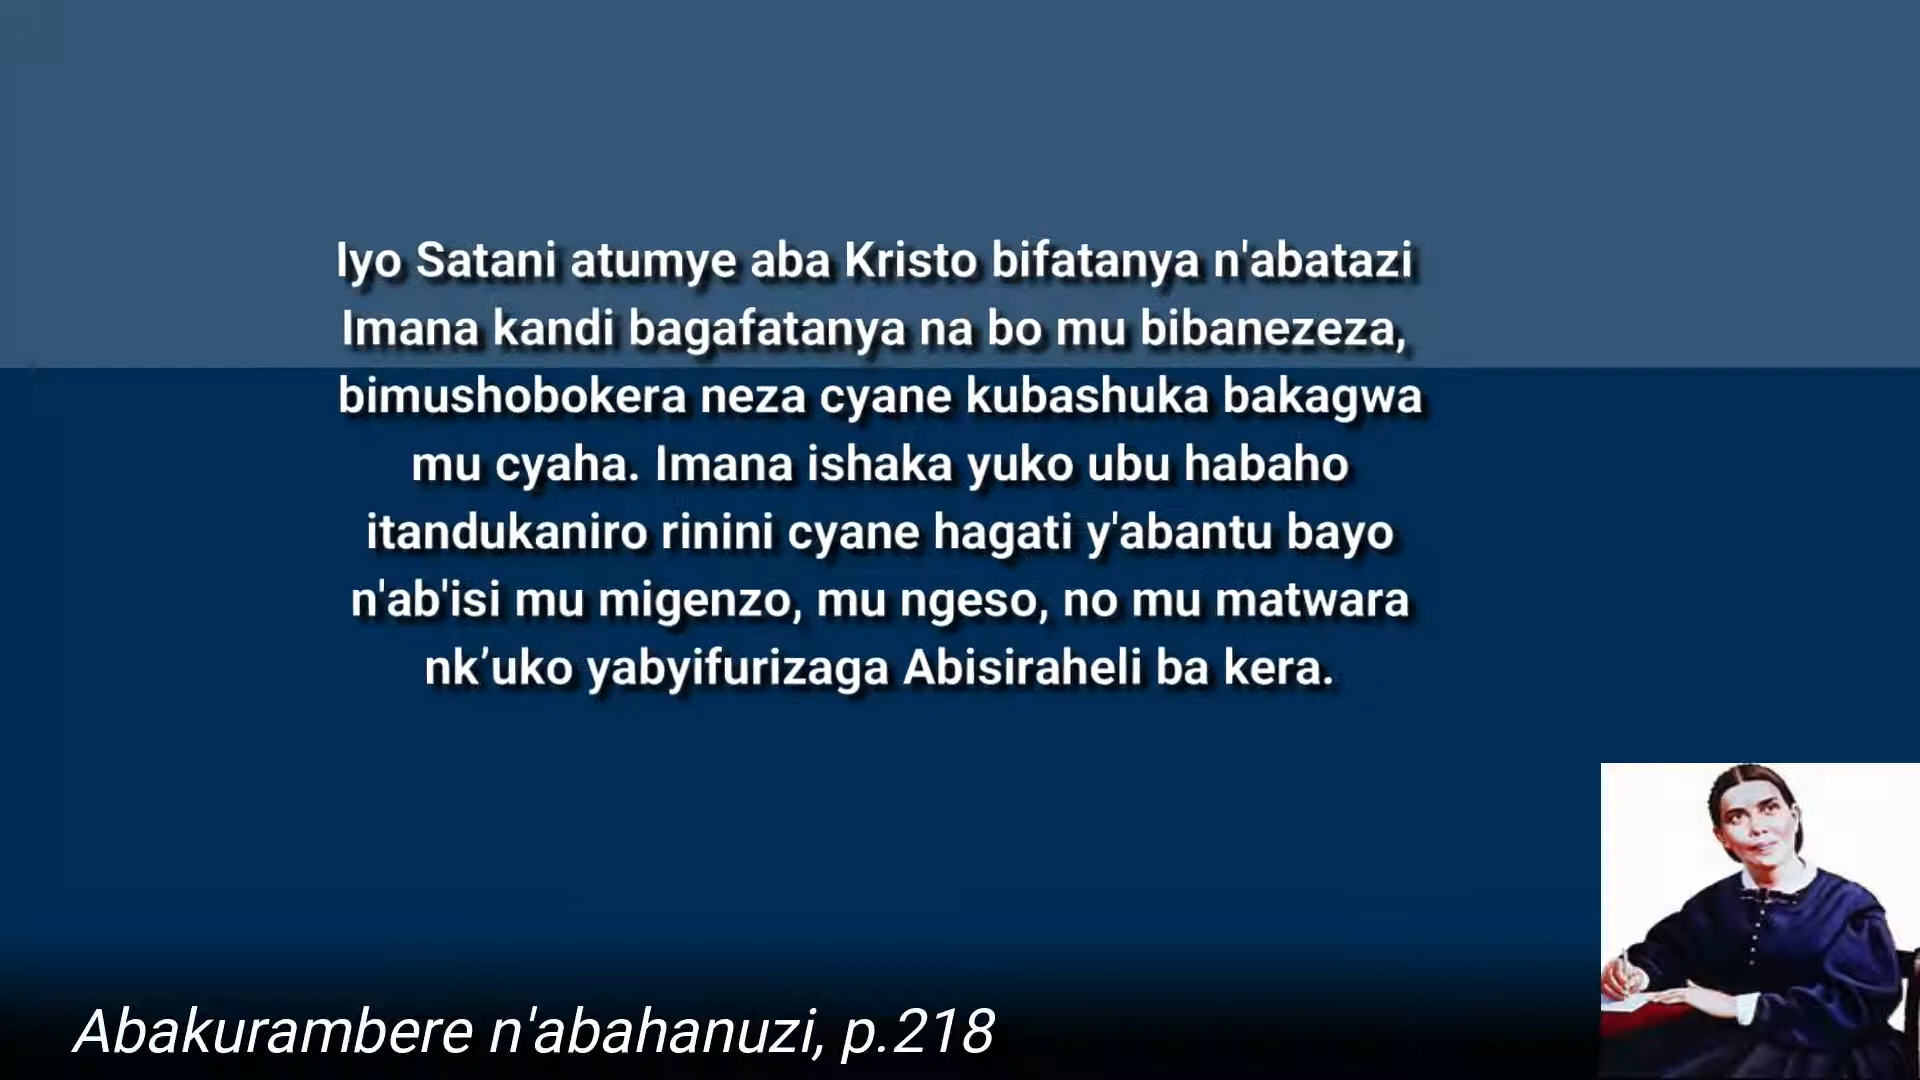 Iyo Satani atumye aba Kristo bifatanya n'abatazi
Imana kandi bagafatanya na bo mu bibanezeza,
bimushobokera neza cyane kubashuka bakagwa
mu cyaha. Imana ishaka yuko ubu habaho
itandukaniro rinini cyane hagati y'abantu bayo
n'ab'isi mu migenzo, mu ngeso, no mu matwara
nk’uko yabyifurizaga Abisiraheli ba kera.
Abakurambere n'abahanuzi, p.218